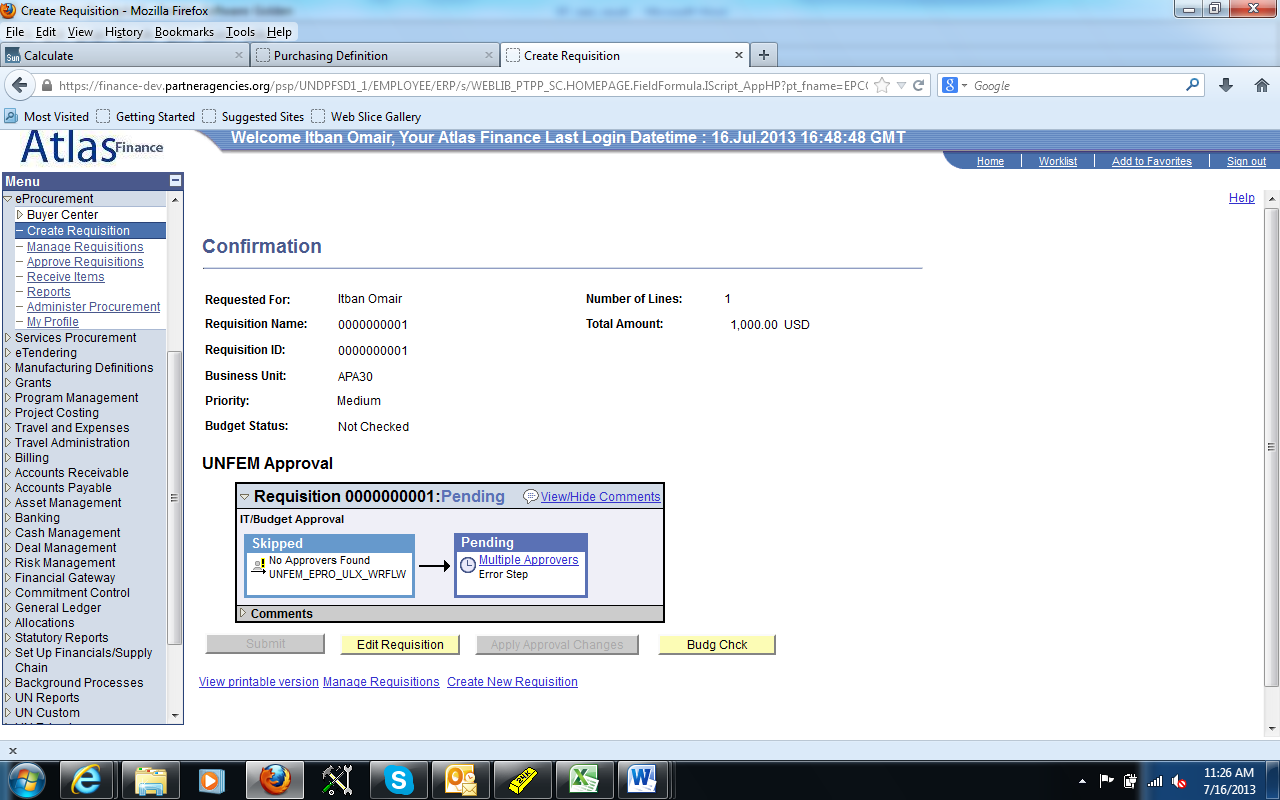 Create Requisition - Mozilla Firefox
File Edit View History Bookmarks Tools Help
Sun Calculate Purchasing Definition Create Requisition
https://finance-dev.partneragencies.org/psp/UNDPFSD1_1/EMPLOYEE/ERP/s/WEBLIB_PTPP_SC.HOMEPAGE.FieldFormula.IScript_AppHP?pt_fname=EPCO Google
Most Visited Getting Started Suggested Sites Web Slice Gallery
Atlas Finance
Welcome Itban Omair, Your Atlas Finance Last Login Datetime : 16.Jul.2013 16:48:48 GMT
Home Worklist Add to Favorites Sign out
Menu
eProcurement
Buyer Center
Create Requisition
Manage Requisitions
Approve Requisitions
Receive Items
Reports
Administer Procurement
My Profile
Services Procurement
eTendering
Manufacturing Definitions
Grants
Program Management
Project Costing
Travel and Expenses
Travel Administration
Billing
Accounts Receivable
Accounts Payable
Asset Management
Banking
Cash Management
Deal Management
Risk Management
Financial Gateway
Commitment Control
General Ledger
Allocations
Statutory Reports
Set Up Financials/Supply
Chain
Background Processes
UN Reports
UN Custom
Help
Confirmation
Requested For: Itban Omair Number of Lines: 1
Requisition Name: 0000000001 Total Amount: 1,000.00 USD
Requisition ID: 0000000001
Business Unit: APA30
Priority: Medium
Budget Status: Not Checked
UNFEM Approval
Requisition 0000000001:Pending View/Hide Comments
IT/Budget Approval
Skipped
No Approvers Found
UNFEM_EPRO_ULX_WRFLW
Pending
Multiple Approvers
Error Step
Comments
Submit Edit Requisition Apply Approval Changes Budg Chck
View printable version Manage Requisitions Create New Requisition
11:26 AM
7/16/2013